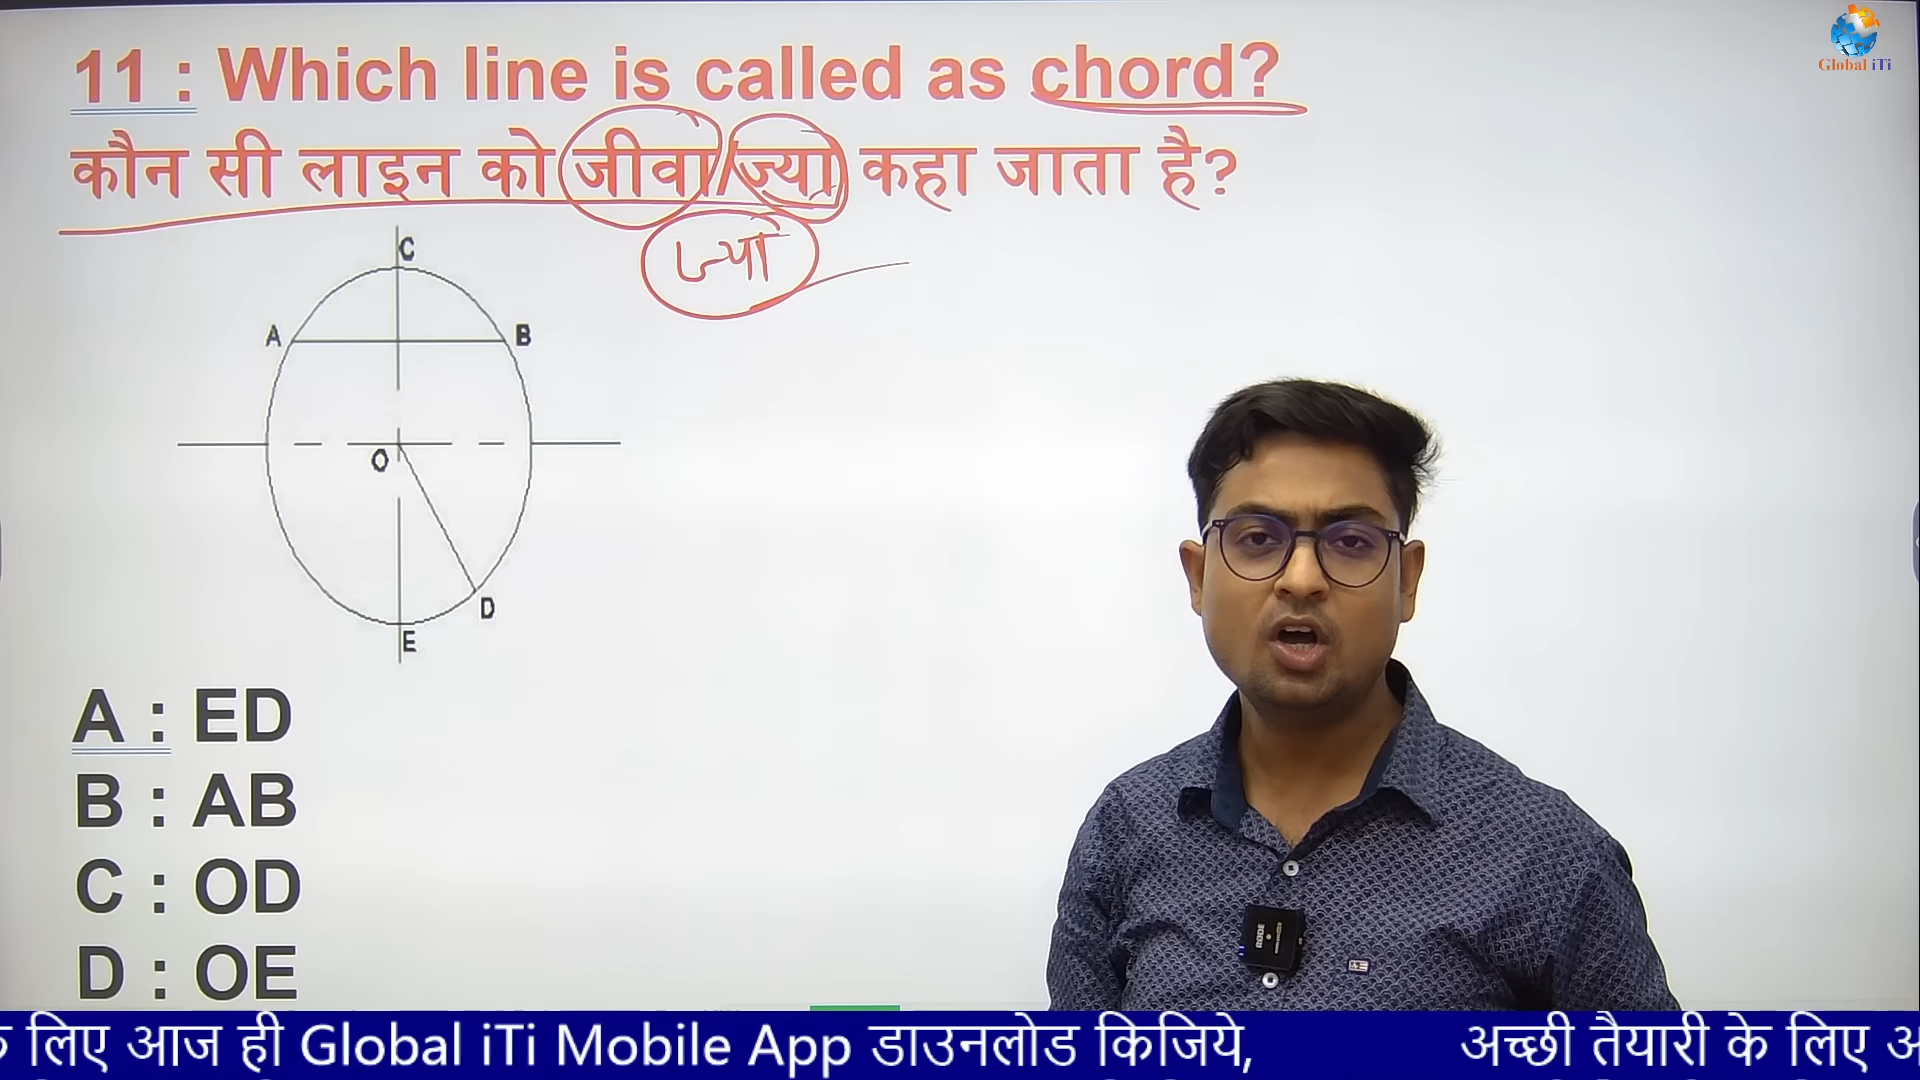 Global iTi
11 : Which line is called as chord?
कौन सी लाइन को जीवा/ज्या कहा जाता है?
ज्या
C
A
B
O
D
E
A : ED
B : AB
C : OD
D : OE
RODE
के लिए आज ही Global iTi Mobile App डाउनलोड किजिये, अच्छी तैयारी के लिए